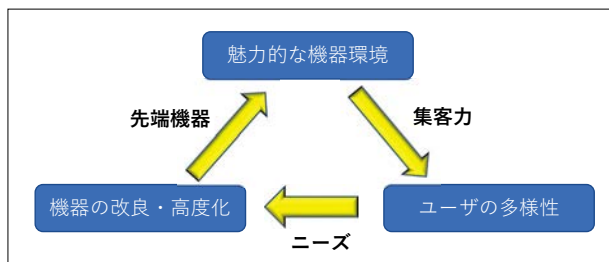 魅力的な機器環境
先端機器
集客力
機器の改良・高度化
ユーザの多様性
ニーズ